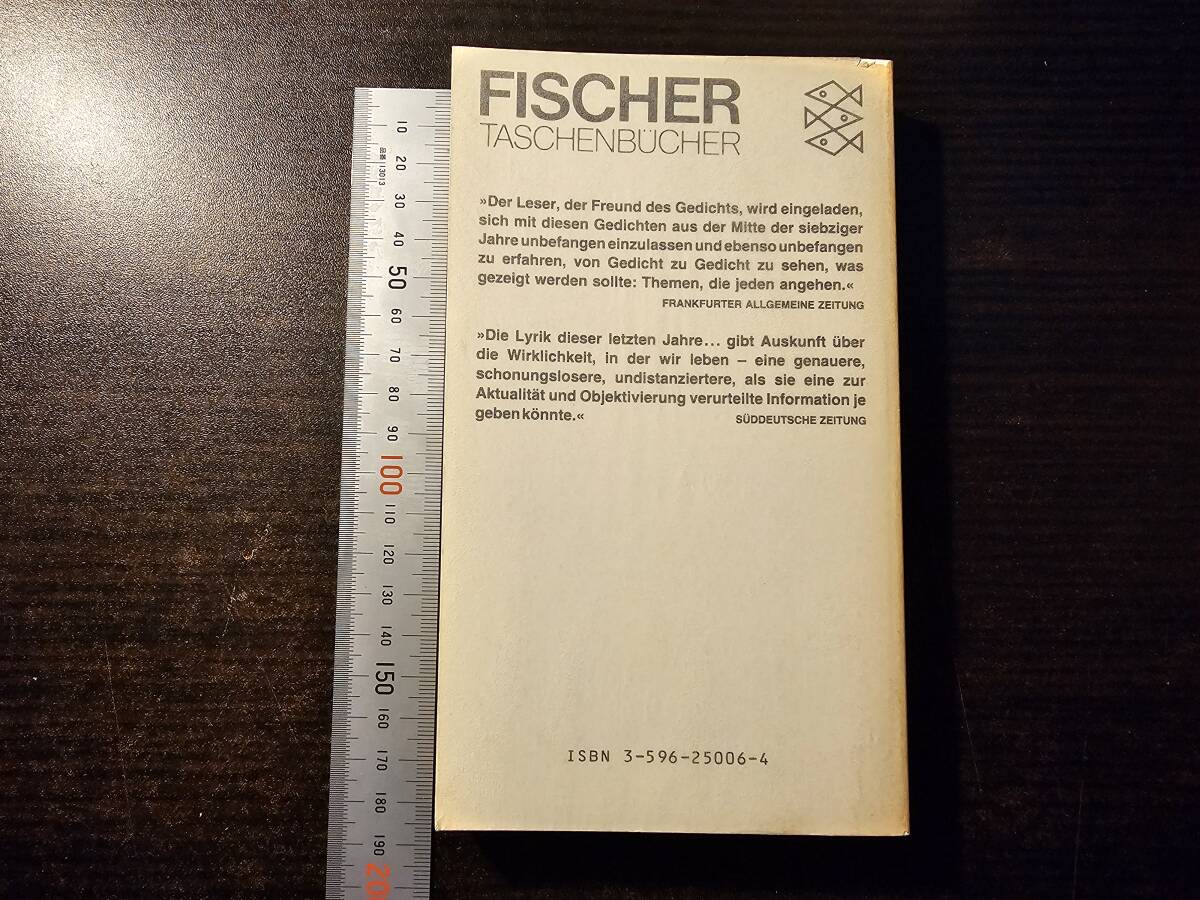 FISCHER
TASCHENBÜCHER
»Der Leser, der Freund des Gedichts, wird eingeladen,
sich mit diesen Gedichten aus der Mitte der siebziger
Jahre unbefangen einzulassen und ebenso unbefangen
zu erfahren, von Gedicht zu Gedicht zu sehen, was
gezeigt werden sollte: Themen, die jeden angehen.«
FRANKFURTER ALLGEMEINE ZEITUNG
»Die Lyrik dieser letzten Jahre... gibt Auskunft über
die Wirklichkeit, in der wir leben – eine genauere,
schonungslosere, undistanziertere, als sie eine zur
Aktualität und Objektivierung verurteilte Information je
geben könnte.«
SÜDDEUTSCHE ZEITUNG
ISBN 3-596-25006-4
10
品番 113013
20
30
40
50
60
70
80
90
100
110
120
130
140
150
160
170
180
190
200